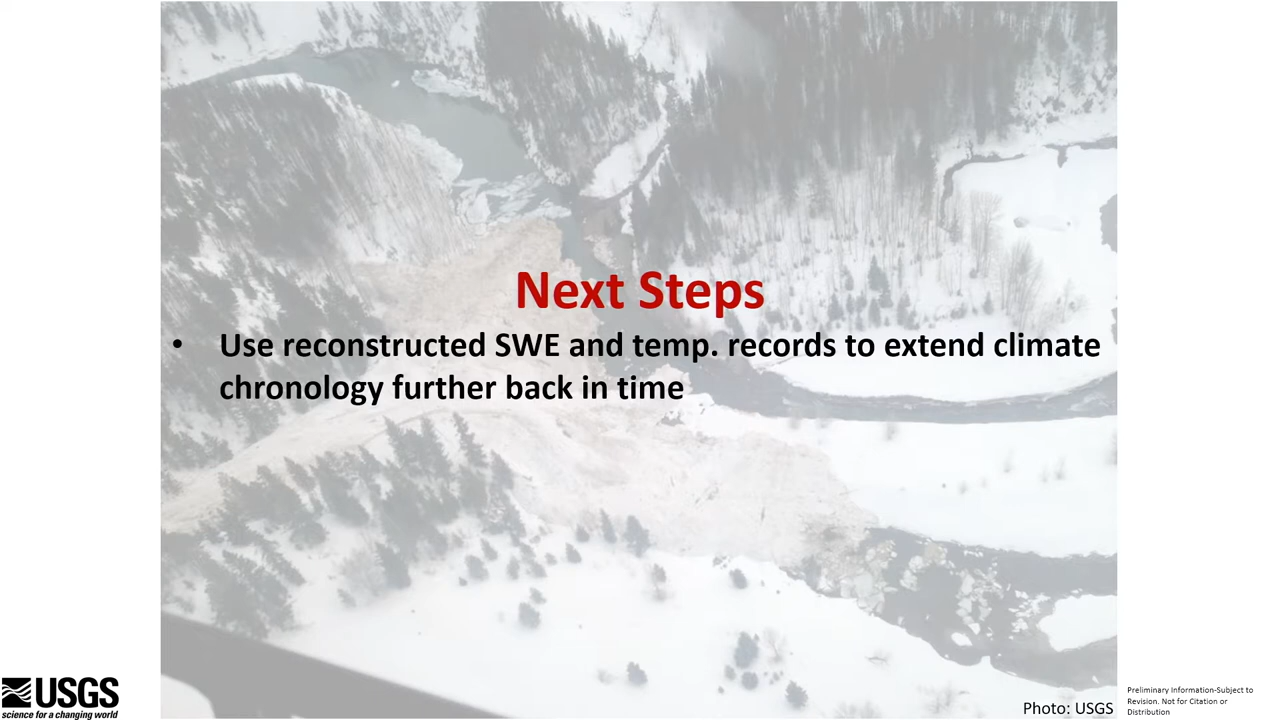 Next Steps
• Use reconstructed SWE and temp. records to extend climate
chronology further back in time
USGS
science for a changing world
Photo: USGS
Preliminary Information-Subject to
Revision. Not for Citation or
Distribution